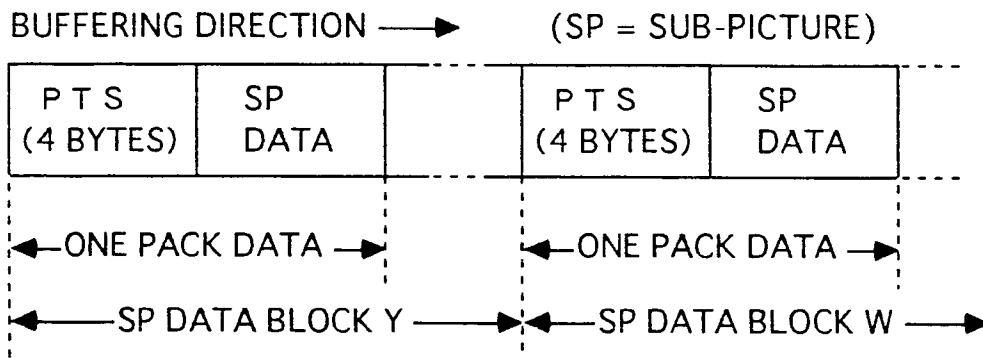 BUFFERING DIRECTION (SP = SUB-PICTURE)
PTS SP PTS SP
(4 BYTES) DATA (4 BYTES) DATA
ONE PACK DATA ONE PACK DATA
SP DATA BLOCK Y SP DATA BLOCK W